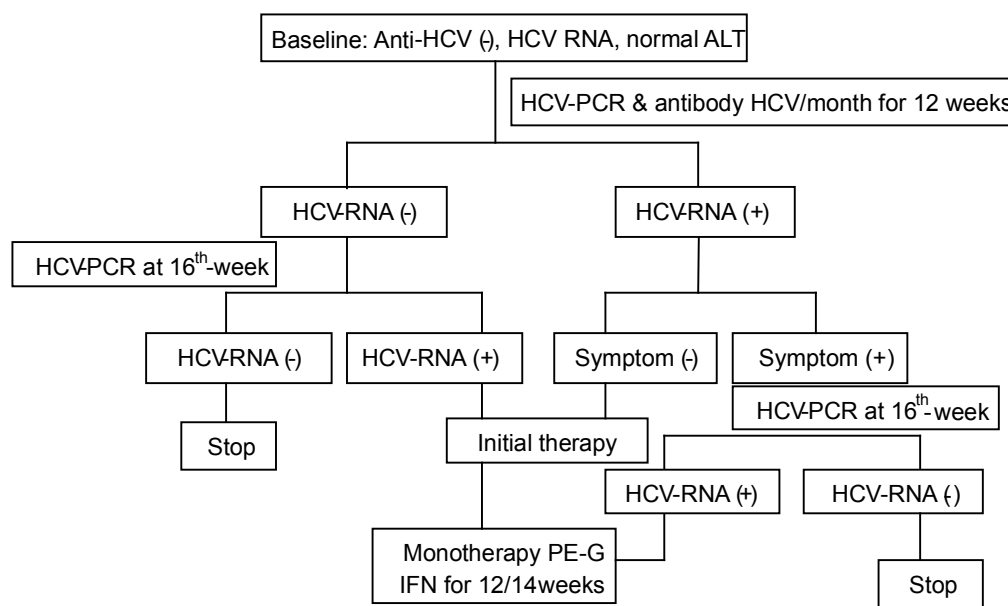 Baseline: Anti-HCV (-), HCV RNA, normal ALT
HCV-PCR & antibody HCV/month for 12 weeks
HCV-RNA (-)
HCV-RNA (+)
HCV-PCR at 16th-week
HCV-RNA (-)
HCV-RNA (+)
Symptom (-)
Symptom (+)
HCV-PCR at 16th-week
Stop
Initial therapy
HCV-RNA (+)
HCV-RNA (-)
Monotherapy PE-G
IFN for 12/14weeks
Stop